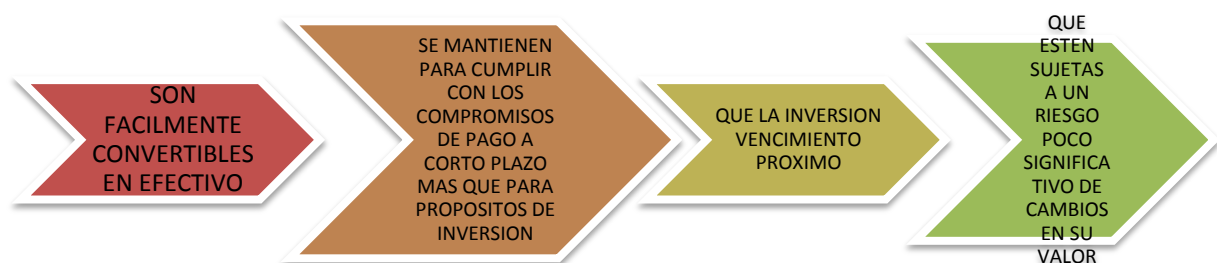 SON
FACILMENTE
CONVERTIBLES
EN EFECTIVO
SE MANTIENEN
PARA CUMPLIR
CON LOS
COMPROMISOS
DE PAGO A
CORTO PLAZO
MAS QUE PARA
PROPOSITOS DE
INVERSION
QUE LA INVERSION
VENCIMIENTO
PROXIMO
QUE
ESTEN
SUJETAS
A UN
RIESGO
POCO
SIGNIFICA
TIVO DE
CAMBIOS
EN SU
VALOR